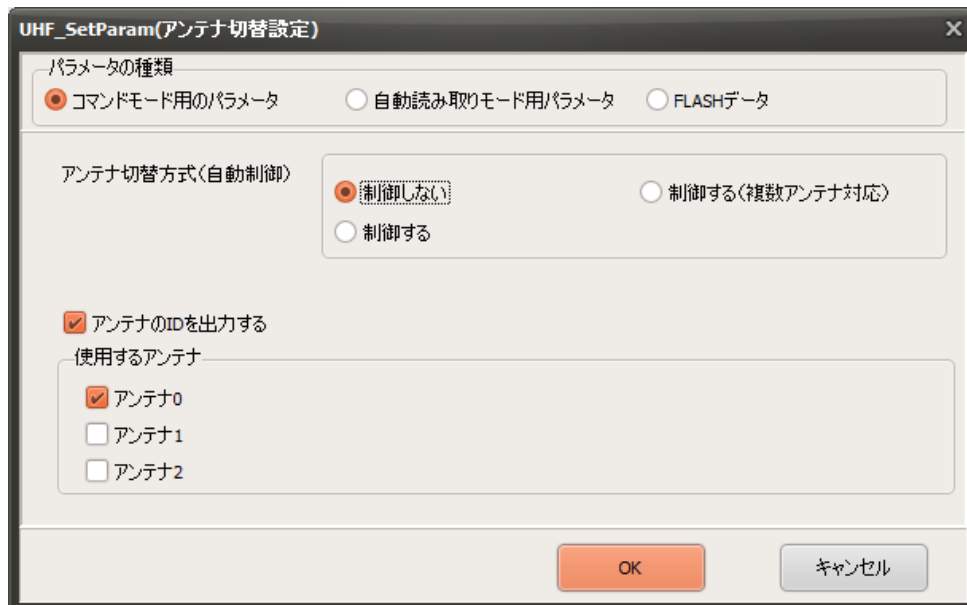 UHF_SetParam(アンテナ切替設定)
パラメータの種類
コマンドモード用のパラメータ 自動読み取りモード用パラメータ FLASHデータ
アンテナ切替方式(自動制御)
制御しない 制御する(複数アンテナ対応)
制御する
アンテナのIDを出力する
使用するアンテナ
アンテナ0
アンテナ1
アンテナ2
OK キャンセル